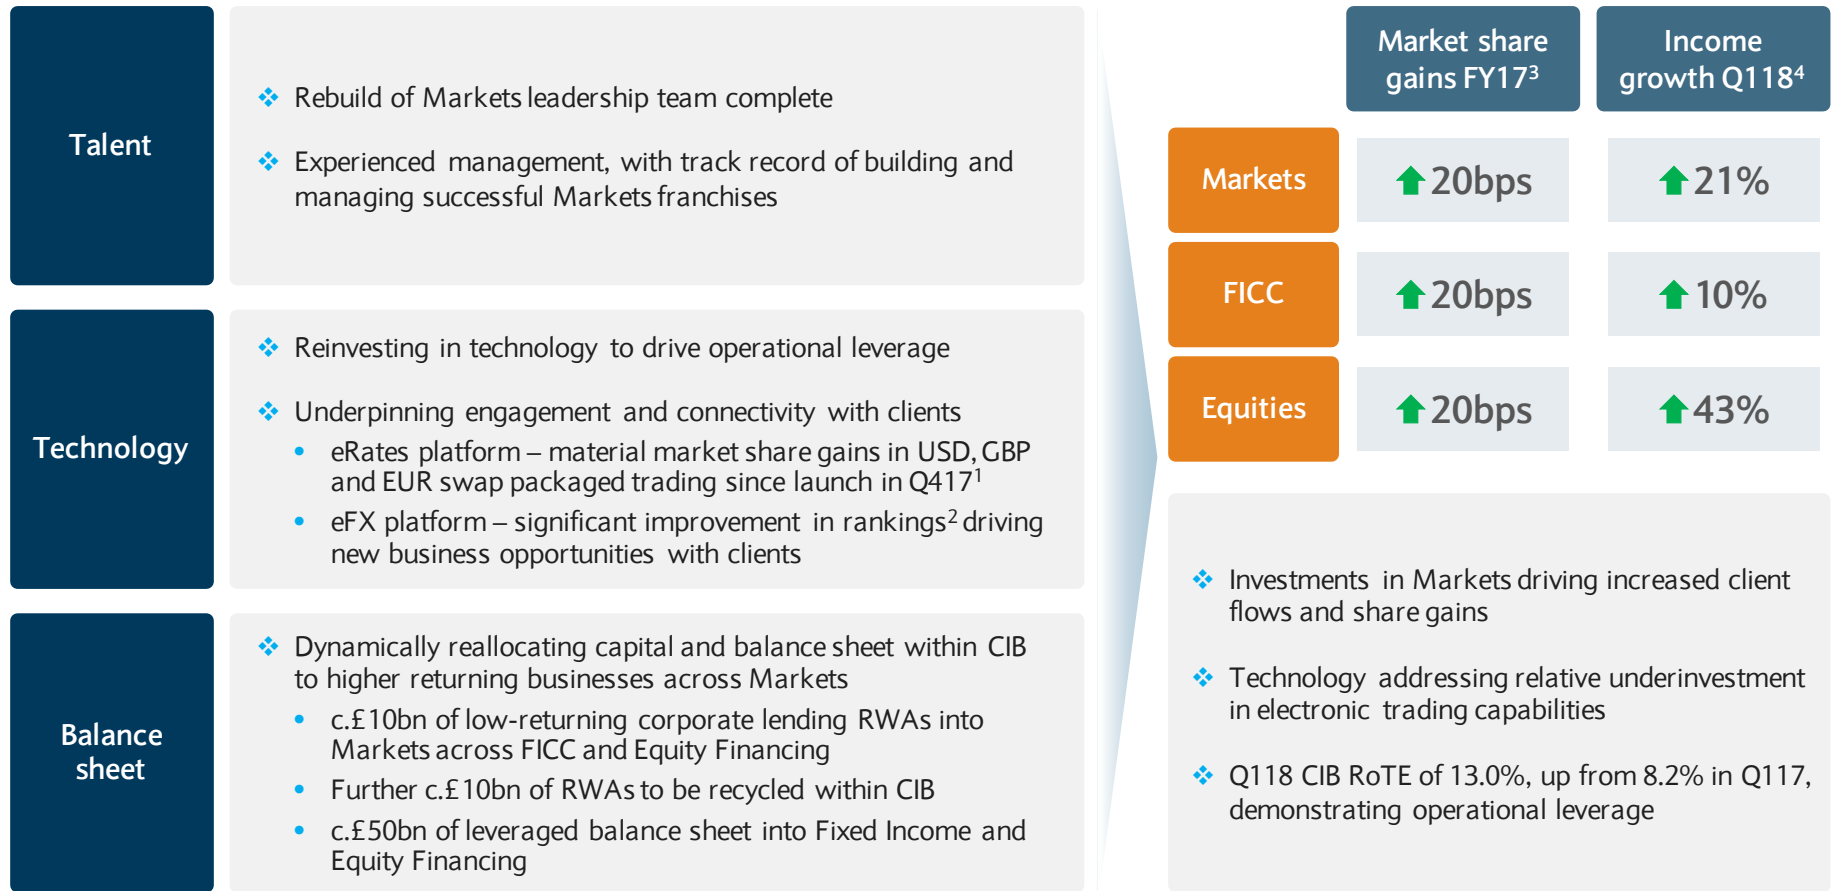 Talent
❖ Rebuild of Markets leadership team complete
❖ Experienced management, with track record of building and
managing successful Markets franchises
Technology
❖ Reinvesting in technology to drive operational leverage
❖ Underpinning engagement and connectivity with clients
• eRates platform – material market share gains in USD, GBP
and EUR swap packaged trading since launch in Q417¹
• eFX platform – significant improvement in rankings² driving
new business opportunities with clients
Balance
sheet
❖ Dynamically reallocating capital and balance sheet within CIB
to higher returning businesses across Markets
• c.£10bn of low-returning corporate lending RWAs into
Markets across FICC and Equity Financing
• Further c.£10bn of RWAs to be recycled within CIB
• c.£50bn of leveraged balance sheet into Fixed Income and
Equity Financing
Market share
gains FY17³
Income
growth Q118⁴
Markets
20bps
21%
FICC
20bps
10%
Equities
20bps
43%
❖ Investments in Markets driving increased client
flows and share gains
❖ Technology addressing relative underinvestment
in electronic trading capabilities
❖ Q118 CIB RoTE of 13.0%, up from 8.2% in Q117,
demonstrating operational leverage